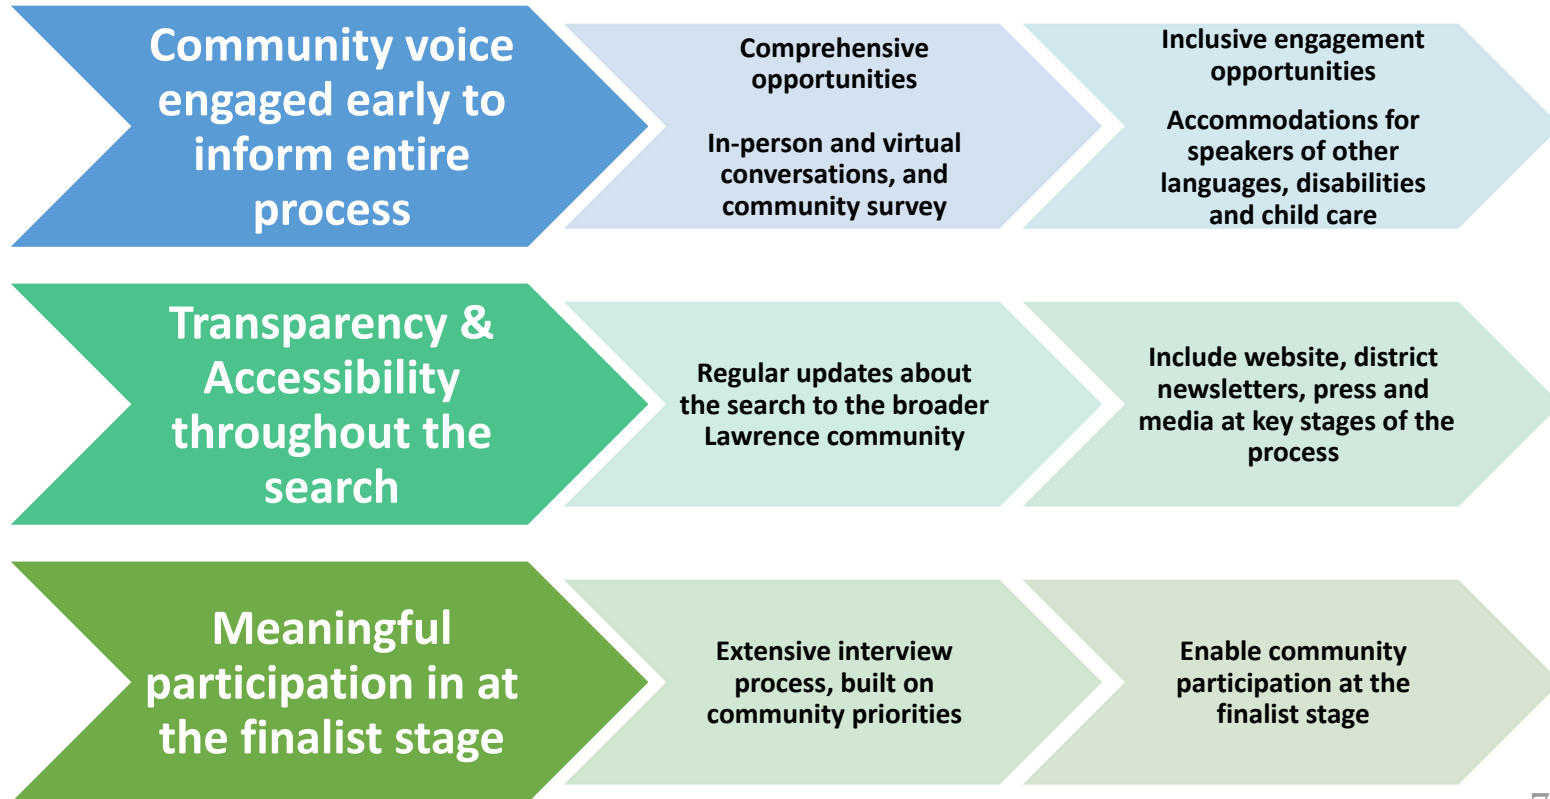 Community voice
engaged early to
inform entire
process
Comprehensive
opportunities
In-person and virtual
conversations, and
community survey
Inclusive engagement
opportunities
Accommodations for
speakers of other
languages, disabilities
and child care
Transparency &
Accessibility
throughout the
search
Regular updates about
the search to the broader
Lawrence community
Include website, district
newsletters, press and
media at key stages of the
process
Meaningful
participation in at
the finalist stage
Extensive interview
process, built on
community priorities
Enable community
participation at the
finalist stage
7